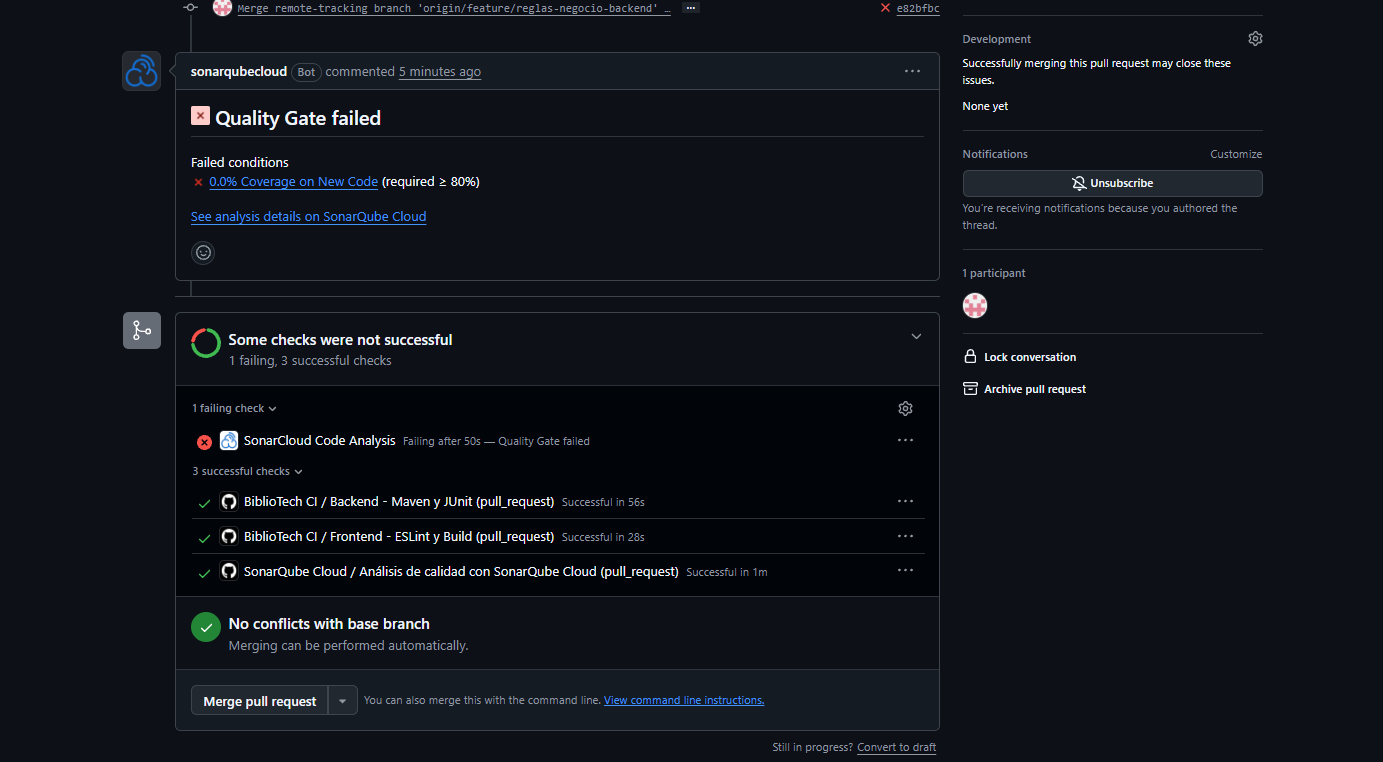 Merge remote-tracking branch 'origin/feature/reglas-negocio-backend' … e82bfbc
sonarqubecloud Bot commented 5 minutes ago
Quality Gate failed
Failed conditions
0.0% Coverage on New Code (required ≥ 80%)
See analysis details on SonarQube Cloud
Some checks were not successful
1 failing, 3 successful checks
1 failing check
SonarCloud Code Analysis Failing after 50s — Quality Gate failed
3 successful checks
BiblioTech CI / Backend - Maven y JUnit (pull_request) Successful in 56s
BiblioTech CI / Frontend - ESLint y Build (pull_request) Successful in 28s
SonarQube Cloud / Análisis de calidad con SonarQube Cloud (pull_request) Successful in 1m
No conflicts with base branch
Merging can be performed automatically.
Merge pull request You can also merge this with the command line. View command line instructions.
Still in progress? Convert to draft
Development
Successfully merging this pull request may close these
issues.
None yet
Notifications Customize
Unsubscribe
You're receiving notifications because you authored the
thread.
1 participant
Lock conversation
Archive pull request